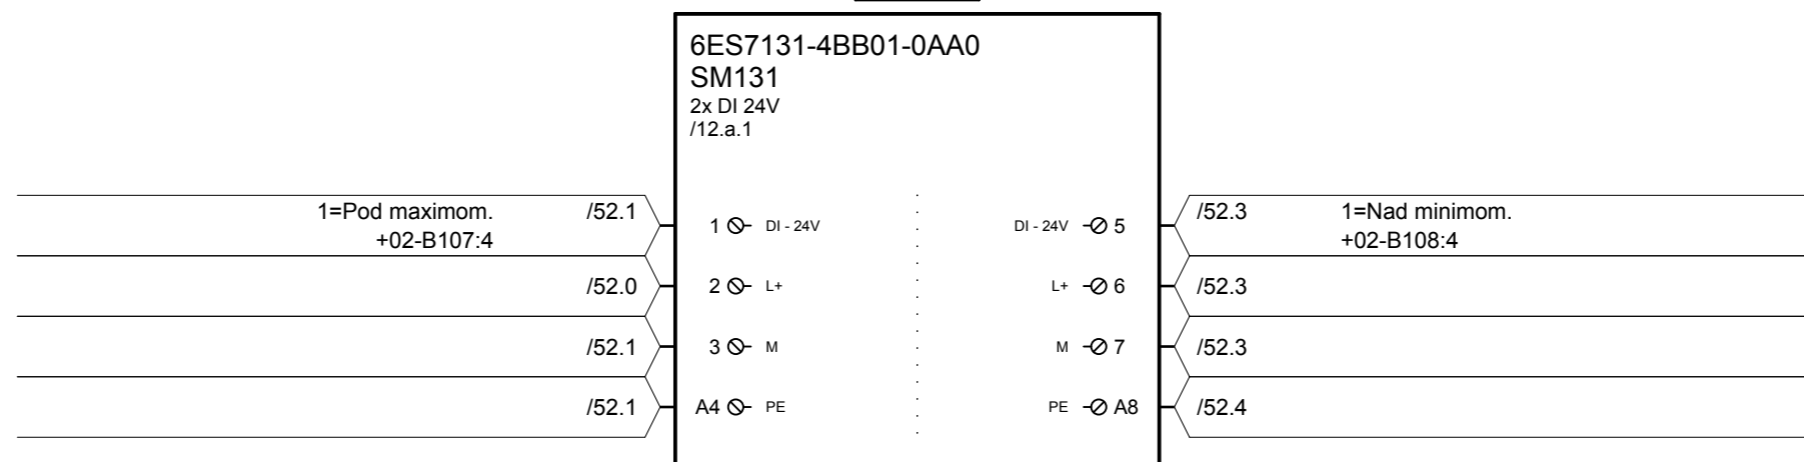 6ES7131-4BB01-0AA0
SM131
2x DI 24V
/12.a.1
1=Pod maximom. /52.1 1 DI - 24V DI - 24V 5 /52.3 1=Nad minimom.
+02-B107:4 +02-B108:4
/52.0 2 L+ L+ 6 /52.3
/52.1 3 M M 7 /52.3
/52.1 A4 PE PE A8 /52.4